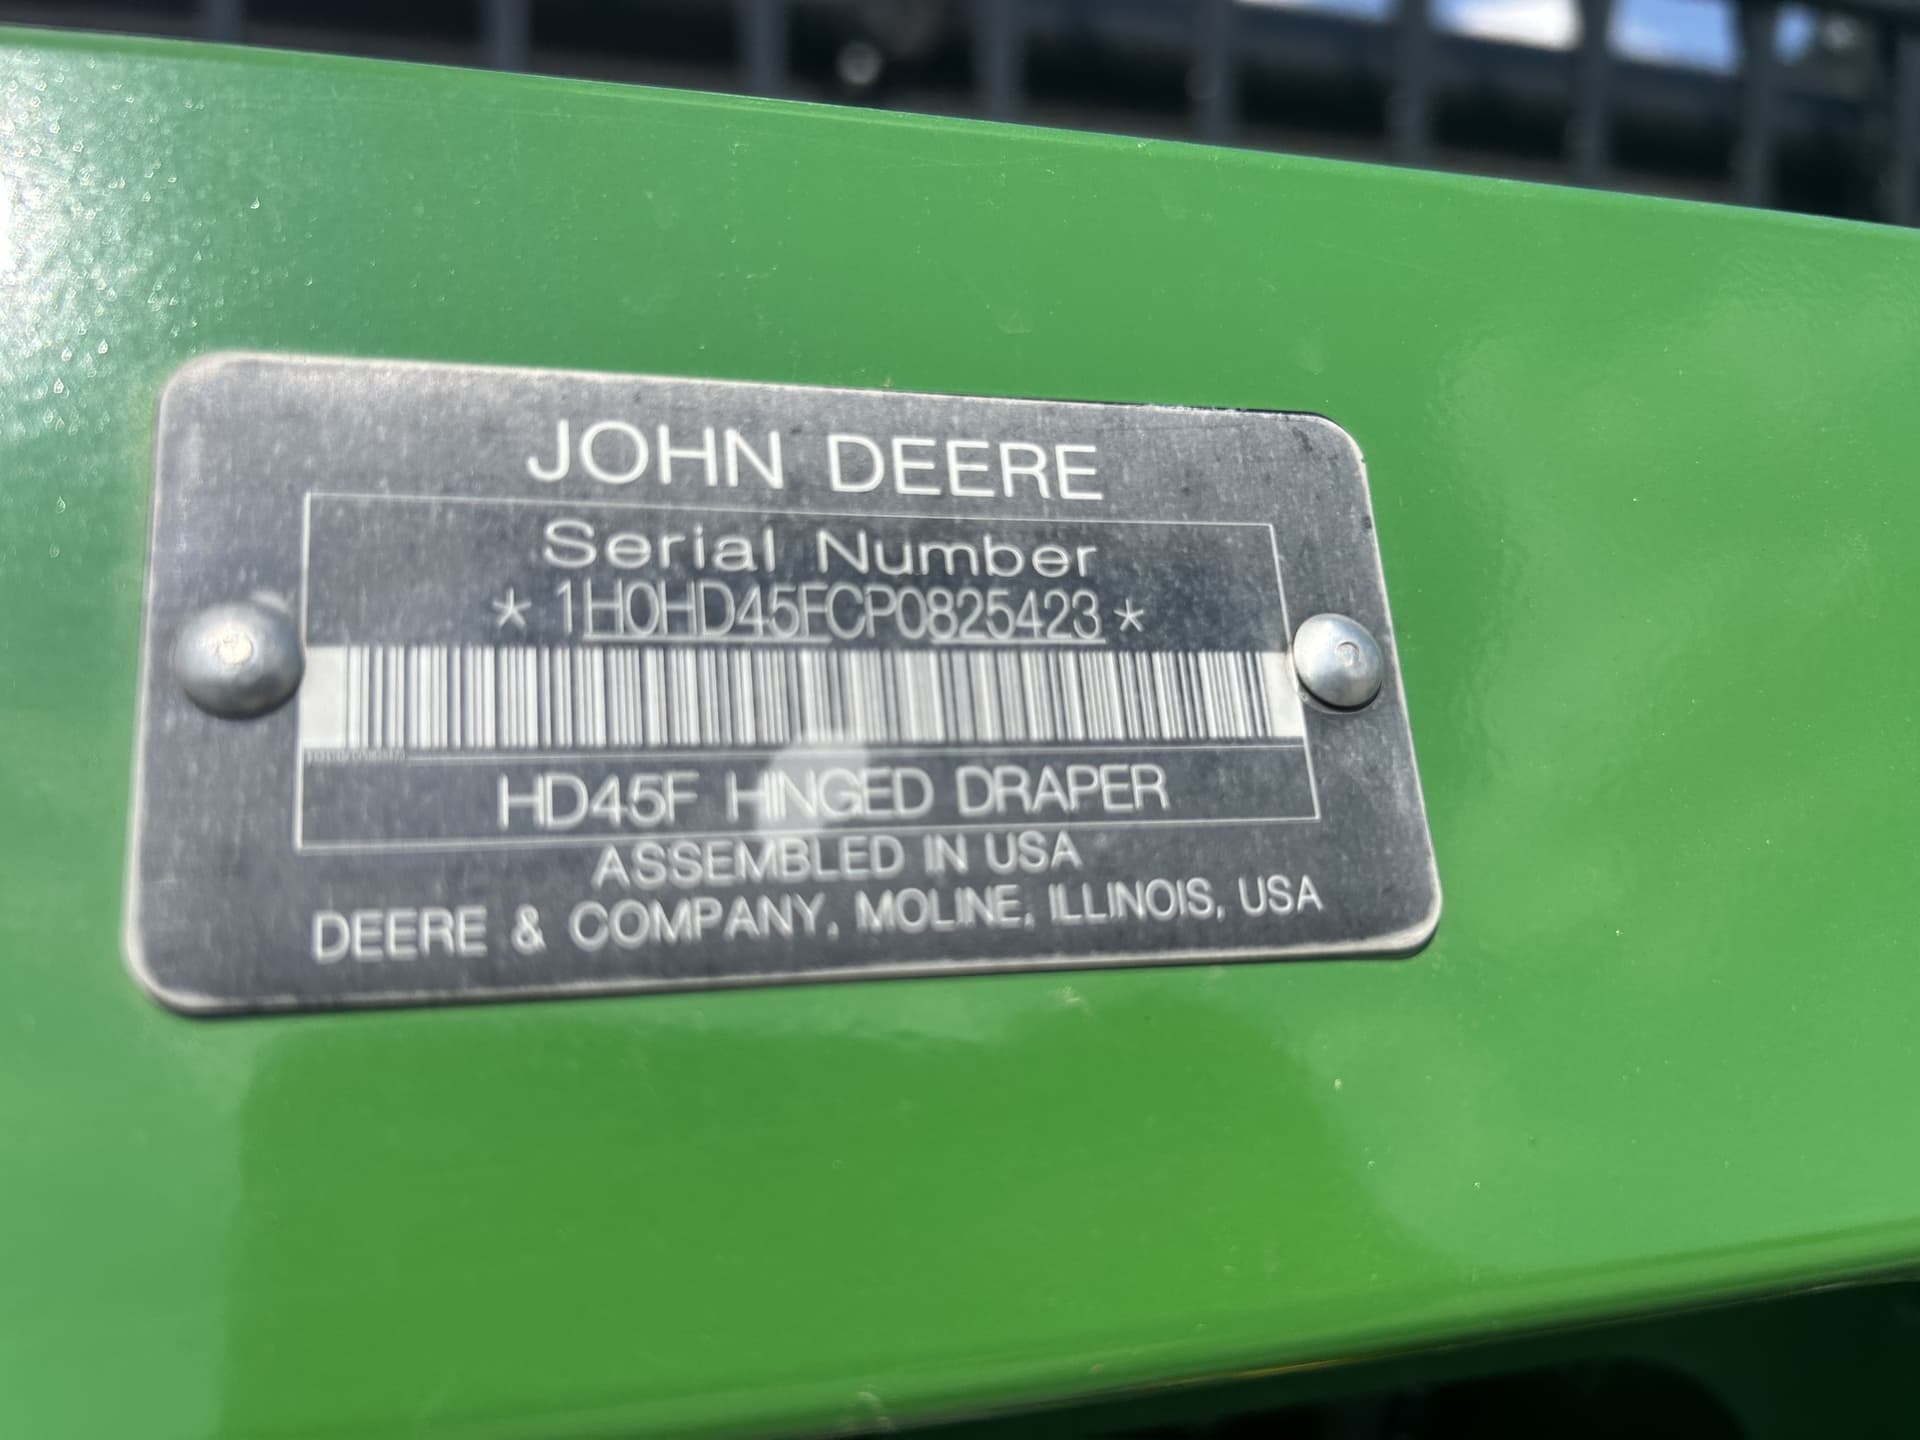 JOHN DEERE
Serial Number
* 1H0HD45FCP0825423 *
HD45F HINGED DRAPER
ASSEMBLED IN USA
DEERE & COMPANY, MOLINE, ILLINOIS, USA